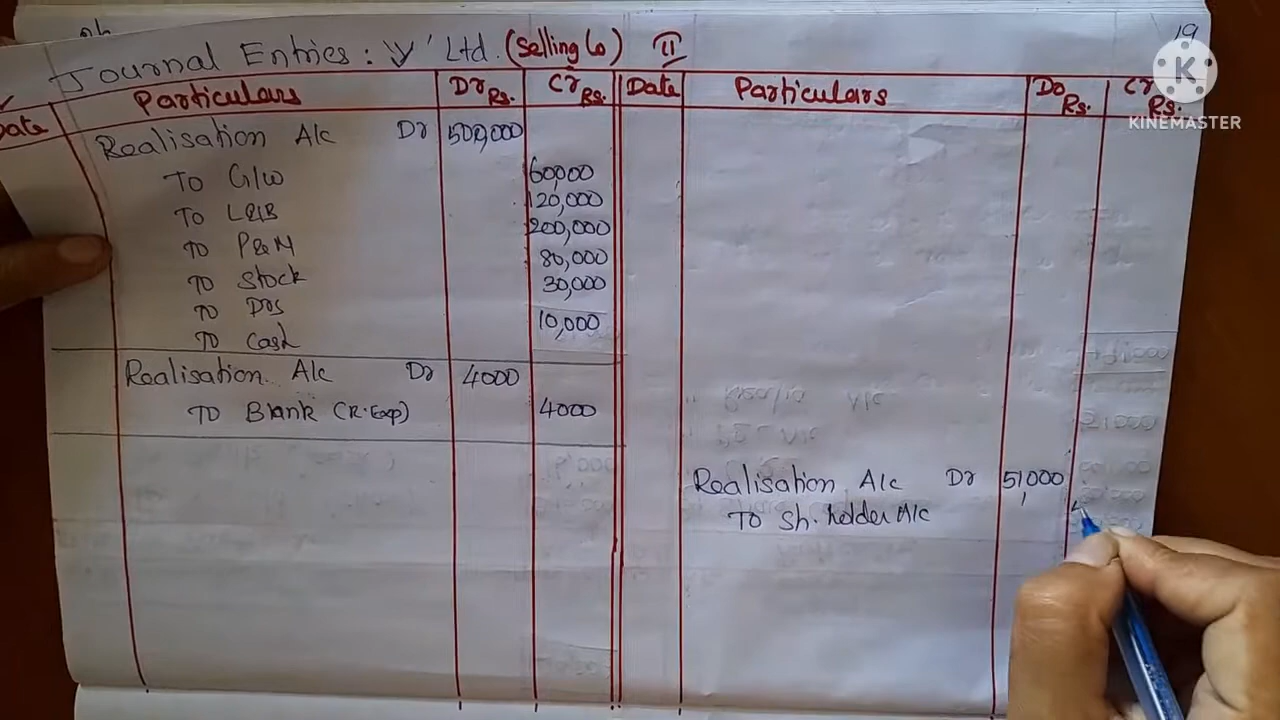 19
Journal Entries: 'Y' Ltd. (Selling Co) II
Date Particulars Dr Rs. Cr Rs. Date Particulars Dr Rs. Cr Rs.
Realisation A/c Dr 500,000
To G/W 60,000
To L&B 120,000
To P&M 200,000
To Stock 80,000
To Drs 30,000
To Cash 10,000
Realisation A/c Dr 4000
To Bank (R.Exp) 4000
Realisation A/c Dr 51000
To Sh. holder A/c
K
KINEMASTER